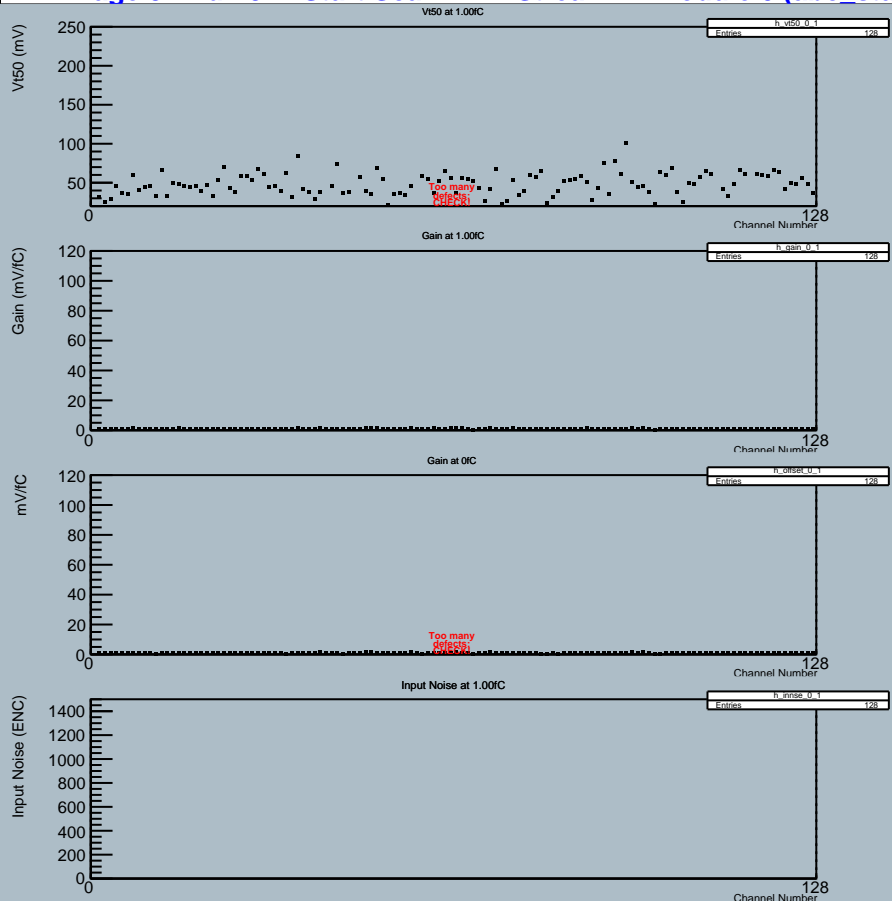 Vt50 at 1.00fC
h_vt50_0_1
Entries 128
Vt50 (mV)
250
200
150
100
50
Too many
defects:
CHECK!
0
128
Channel Number
Gain at 1.00fC
h_gain_0_1
Entries 128
Gain (mV/fC)
120
100
80
60
40
20
0
0
128
Channel Number
Gain at 0fC
h_offset_0_1
Entries 128
mV/fC
120
100
80
60
40
20
Too many
defects:
CHECK!
0
0
128
Channel Number
Input Noise at 1.00fC
h_innse_0_1
Entries 128
Input Noise (ENC)
1400
1200
1000
800
600
400
200
0
0
128
Channel Number